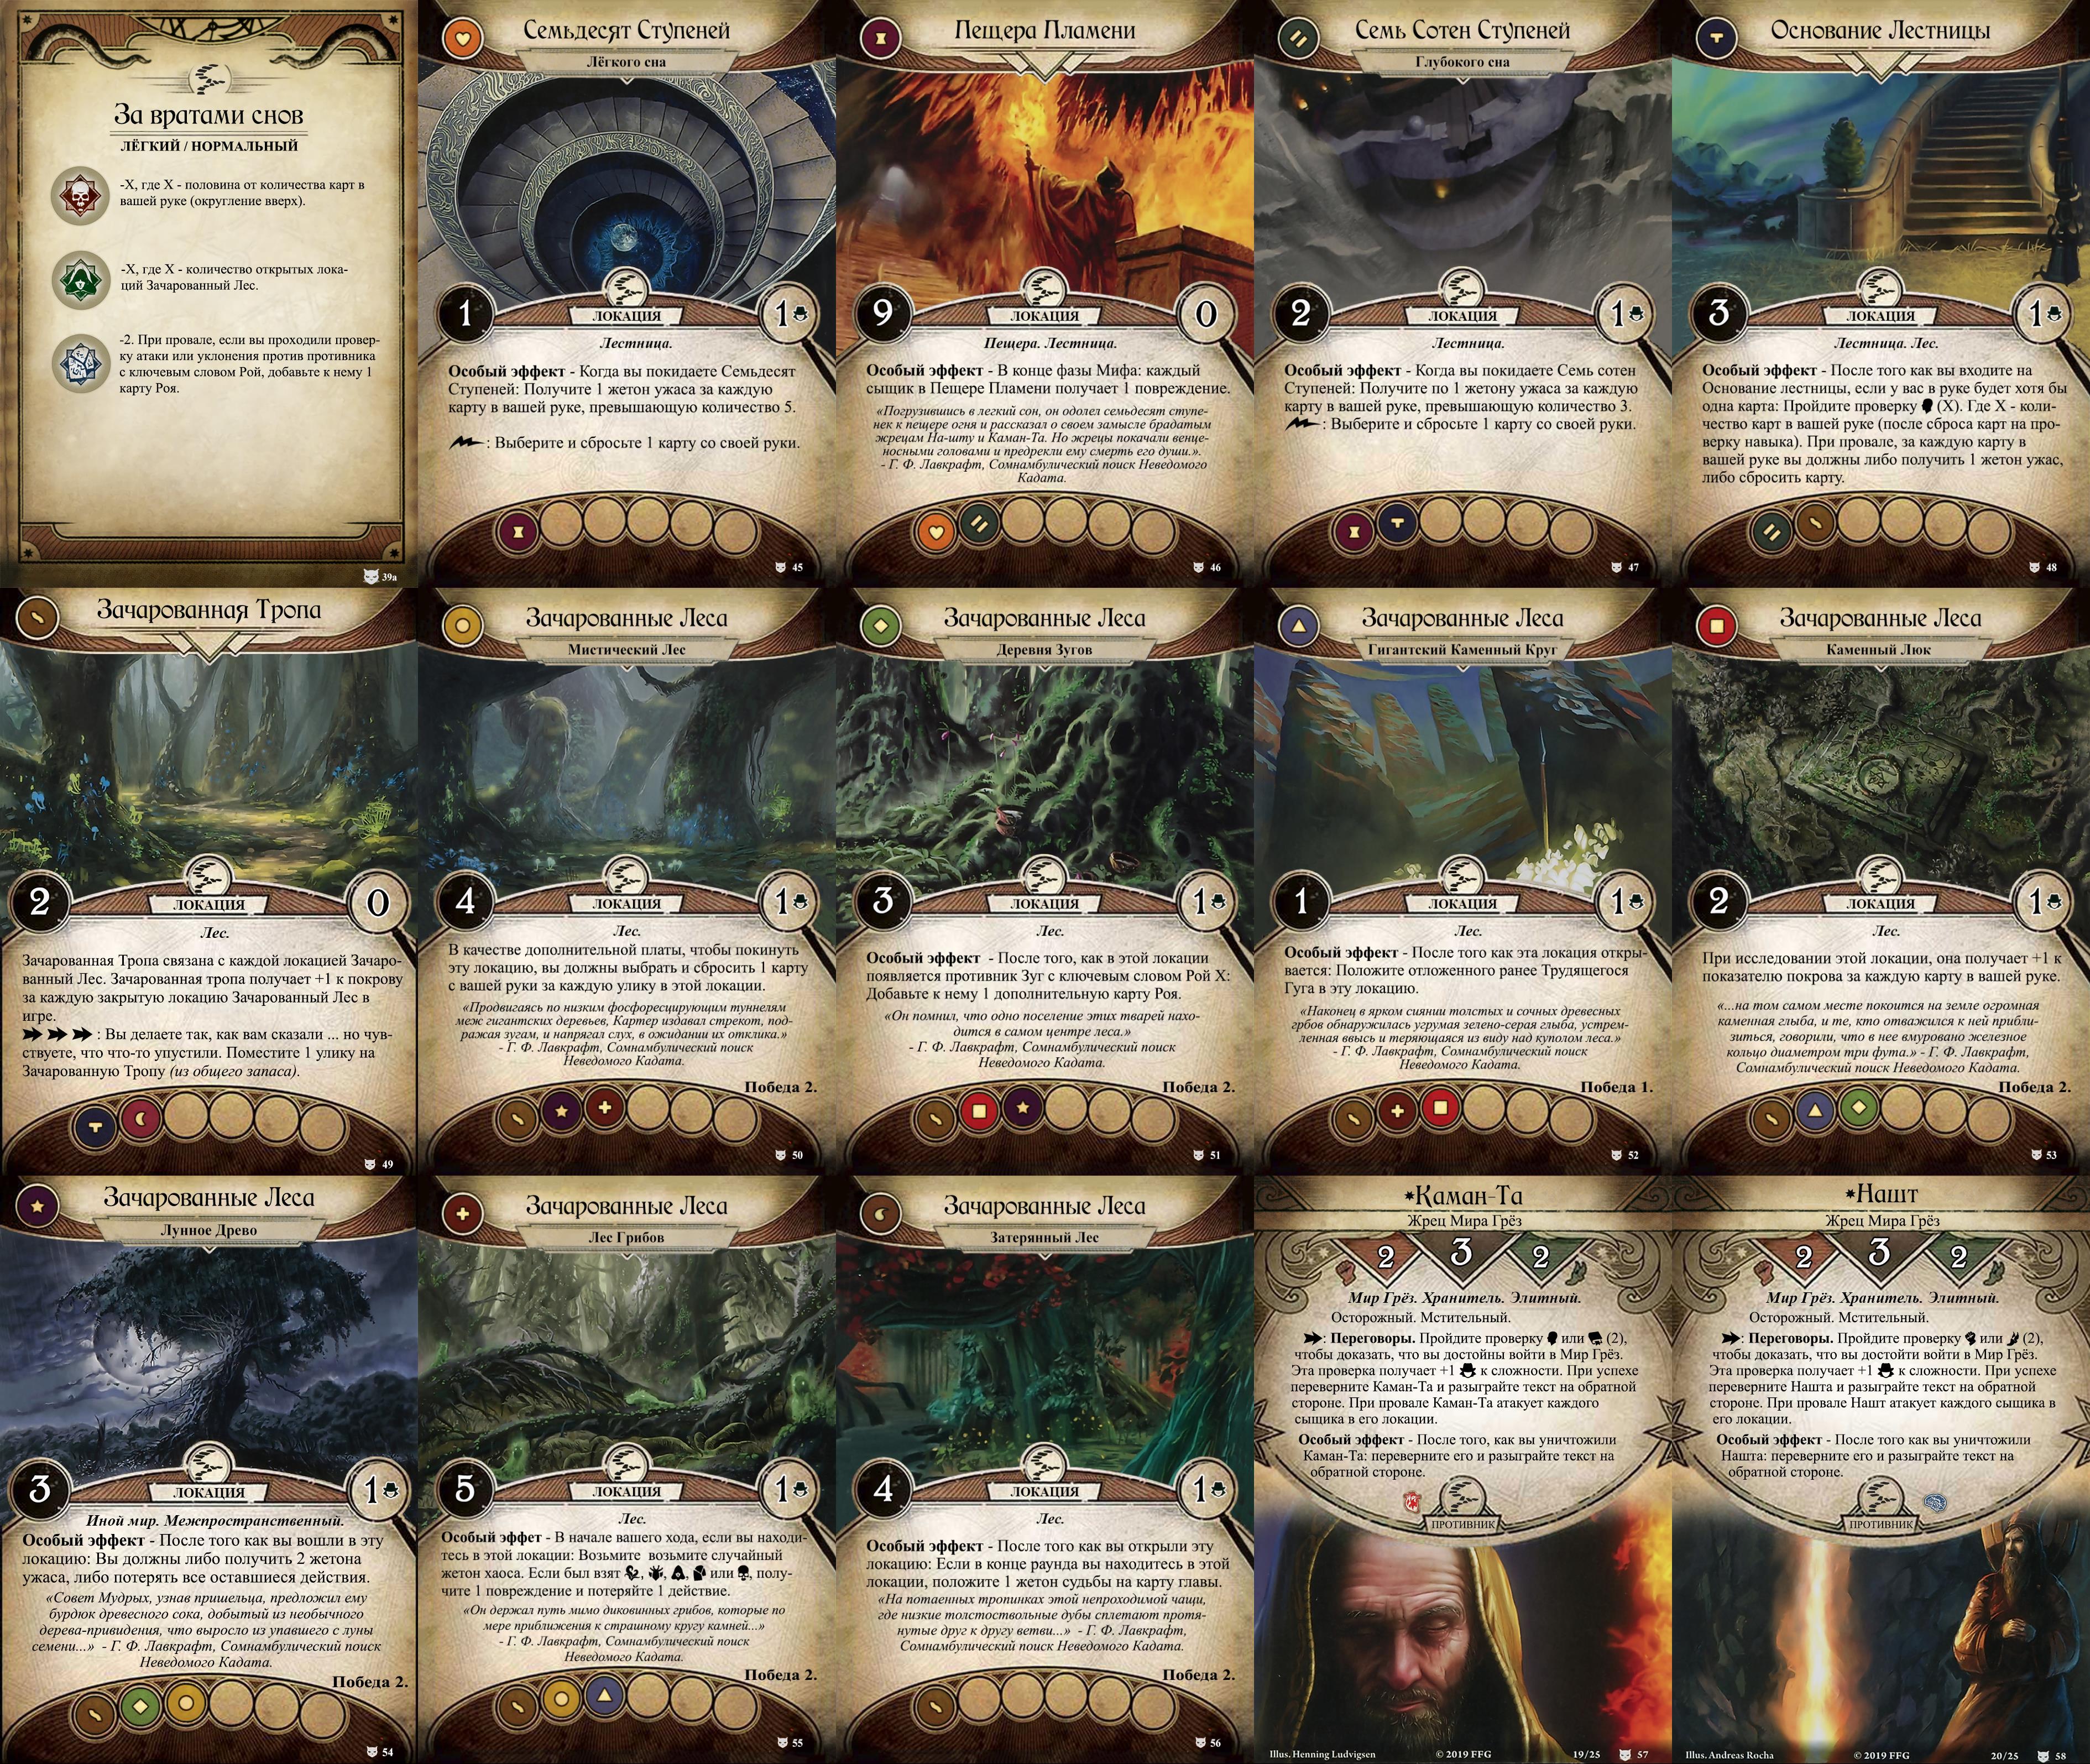 За вратами снов
ЛЁГКИЙ / НОРМАЛЬНЫЙ
-X, где X - половина от количества карт в
вашей руке (округление вверх).
-X, где X - количество открытых лока-
ций Зачарованный Лес.
-2. При провале, если вы проходили провер-
ку атаки или уклонения против противника
с ключевым словом Рой, добавьте к нему 1
карту Роя.
39a
Семьдесят Ступеней
Лёгкого сна
1
ЛОКАЦИЯ
1
Лестница.
Особый эффект - Когда вы покидаете Семьдесят
Ступеней: Получите 1 жетон ужаса за каждую
карту в вашей руке, превышающую количество 5.
: Выберите и сбросьте 1 карту со своей руки.
45
Пещера Пламени
9
ЛОКАЦИЯ
0
Пещера. Лестница.
Особый эффект - В конце фазы Мифа: каждый
сыщик в Пещере Пламени получает 1 повреждение.
«Погрузившись в легкий сон, он одолел семьдесят ступе-
нек к пещере огня и рассказал о своем замысле брадатым
жрецам На-шту и Каман-Та. Но жрецы покачали венце-
носными головами и предрекли ему смерть его души.».
- Г. Ф. Лавкрафт, Сомнамбулический поиск Неведомого
Кадата.
46
Семь Сотен Ступеней
Глубокого сна
2
ЛОКАЦИЯ
1
Лестница.
Особый эффект - Когда вы покидаете Семь сотен
Ступеней: Получите по 1 жетону ужаса за каждую
карту в вашей руке, превышающую количество 3.
: Выберите и сбросьте 1 карту со своей руки.
47
Основание Лестницы
3
ЛОКАЦИЯ
1
Лестница. Лес.
Особый эффект - После того как вы входите на
Основание лестницы, если у вас в руке будет хотя бы
одна карта: Пройдите проверку (X). Где X - коли-
чество карт в вашей руке (после сброса карт на про-
верку навыка). При провале, за каждую карту в
вашей руке вы должны либо получить 1 жетон ужас,
либо сбросить карту.
48
Зачарованная Тропа
2
ЛОКАЦИЯ
0
Лес.
Зачарованная Тропа связана с каждой локацией Зачаро-
ванный Лес. Зачарованная тропа получает +1 к покрову
за каждую закрытую локацию Зачарованный Лес в
игре.
: Вы делаете так, как вам сказали ... но чув-
ствуете, что что-то упустили. Поместите 1 улику на
Зачарованную Тропу (из общего запаса).
49
Зачарованные Леса
Мистический Лес
4
ЛОКАЦИЯ
1
Лес.
В качестве дополнительной платы, чтобы покинуть
эту локацию, вы должны выбрать и сбросить 1 карту
с вашей руки за каждую улику в этой локации.
«Продвигаясь по низким фосфоресцирующим туннелям
меж гигантских деревьев, Картер издавал стрекот, под-
ражая зугам, и напрягал слух, в ожидании их отклика.»
- Г. Ф. Лавкрафт, Сомнамбулический поиск
Неведомого Кадата.
Победа 2.
50
Зачарованные Леса
Деревня Зугов
3
ЛОКАЦИЯ
1
Лес.
Особый эффект - После того, как в этой локации
появляется противник Зуг с ключевым словом Рой X:
Добавьте к нему 1 дополнительную карту Роя.
«Он помнил, что одно поселение этих тварей нахо-
дится в самом центре леса.»
- Г. Ф. Лавкрафт, Сомнамбулический поиск
Неведомого Кадата.
Победа 2.
51
Зачарованные Леса
Гигантский Каменный Круг
1
ЛОКАЦИЯ
1
Лес.
Особый эффект - После того как эта локация откры-
вается: Положите отложенного ранее Трудящегося
Гуга в эту локацию.
«Наконец в ярком сиянии толстых и сочных древесных
грбов обнаружилась угрумая зелено-серая глыба, устрем-
ленная ввысь и теряющаяся из виду над куполом леса.»
- Г. Ф. Лавкрафт, Сомнамбулический поиск
Неведомого Кадата.
Победа 1.
52
Зачарованные Леса
Каменный Люк
2
ЛОКАЦИЯ
1
Лес.
При исследовании этой локации, она получает +1 к
показателю покрова за каждую карту в вашей руке.
«...на том самом месте покоится на земле огромная
каменная глыба, и те, кто отважился к ней прибли-
зиться, говорили, что в нее вмуровано железное
кольцо диаметром три фута.» - Г. Ф. Лавкрафт,
Сомнамбулический поиск Неведомого Кадата.
Победа 2.
53
Зачарованные Леса
Лунное Древо
3
ЛОКАЦИЯ
1
Иной мир. Межпространственный.
Особый эффект - После того как вы вошли в эту
локацию: Вы должны либо получить 2 жетона
ужаса, либо потерять все оставшиеся действия.
«Совет Мудрых, узнав пришельца, предложил ему
бурдюк древесного сока, добытый из необычного
дерева-привидения, что выросло из упавшего с луны
семени...» - Г. Ф. Лавкрафт, Сомнамбулический поиск
Неведомого Кадата.
Победа 2.
54
Зачарованные Леса
Лес Грибов
5
ЛОКАЦИЯ
1
Лес.
Особый эффет - В начале вашего хода, если вы находи-
тесь в этой локации: Возьмите возьмите случайный
жетон хаоса. Если был взят , , , или , полу-
чите 1 повреждение и потеряйте 1 действие.
«Он держал путь мимо диковинных грибов, которые по
мере приближения к страшному кругу камней...»
- Г. Ф. Лавкрафт, Сомнамбулический поиск
Неведомого Кадата.
Победа 2.
55
Зачарованные Леса
Затерянный Лес
4
ЛОКАЦИЯ
1
Лес.
Особый эффект - После того как вы открыли эту
локацию: Если в конце раунда вы находитесь в этой
локации, положите 1 жетон судьбы на карту главы.
«На потаенных тропинках этой непроходимой чащи,
где низкие толстоствольные дубы сплетают протя-
нутые друг к другу ветви...» - Г. Ф. Лавкрафт,
Сомнамбулический поиск Неведомого Кадата.
Победа 2.
56
Каман-Та
Жрец Мира Грёз
2 3 2
Мир Грёз. Хранитель. Элитный.
Осторожный. Мстительный.
: Переговоры. Пройдите проверку или (2),
чтобы доказать, что вы достойны войти в Мир Грёз.
Эта проверка получает +1 к сложности. При успехе
переверните Каман-Та и разыграйте текст на обратной
стороне. При провале Каман-Та атакует каждого
сыщика в его локации.
Особый эффект - После того, как вы уничтожили
Каман-Та: переверните его и разыграйте текст на
обратной стороне.
ПРОТИВНИК
Illus. Henning Ludvigsen
© 2019 FFG
19/25
57
Нашт
Жрец Мира Грёз
2 3 2
Мир Грёз. Хранитель. Элитный.
Осторожный. Мстительный.
: Переговоры. Пройдите проверку или (2),
чтобы доказать, что вы достойти войти в Мир Грёз.
Эта проверка получает +1 к сложности. При успехе
переверните Нашта и разыграйте текст на обратной
стороне. При провале Нашт атакует каждого сыщика в
его локации.
Особый эффект - После того как вы уничтожили
Нашта: переверните его и разыграйте текст на
обратной стороне.
ПРОТИВНИК
Illus. Andreas Rocha
© 2019 FFG
20/25
58